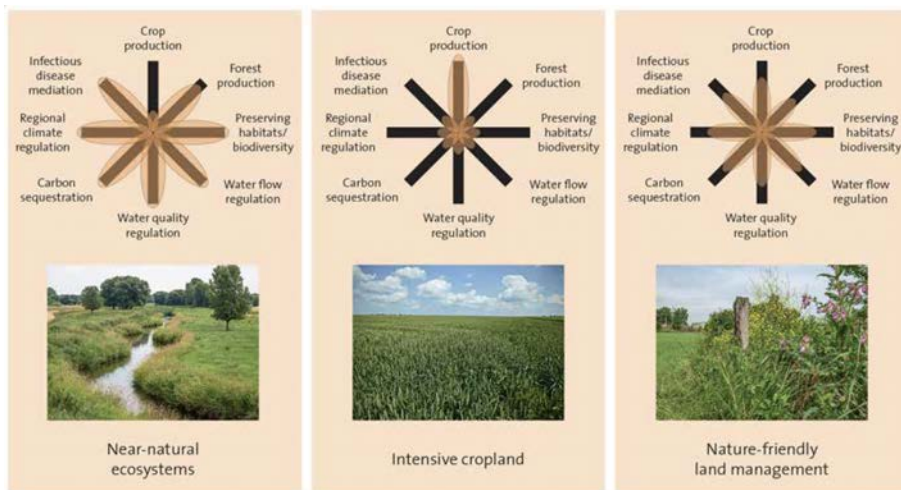 Crop
production
Infectious
disease
mediation
Forest
production
Regional
climate
regulation
Preserving
habitats/
biodiversity
Carbon
sequestration
Water flow
regulation
Water quality
regulation
Near-natural
ecosystems
Crop
production
Infectious
disease
mediation
Forest
production
Regional
climate
regulation
Preserving
habitats/
biodiversity
Carbon
sequestration
Water flow
regulation
Water quality
regulation
Intensive cropland
Crop
production
Infectious
disease
mediation
Forest
production
Regional
climate
regulation
Preserving
habitats/
biodiversity
Carbon
sequestration
Water flow
regulation
Water quality
regulation
Nature-friendly
land management